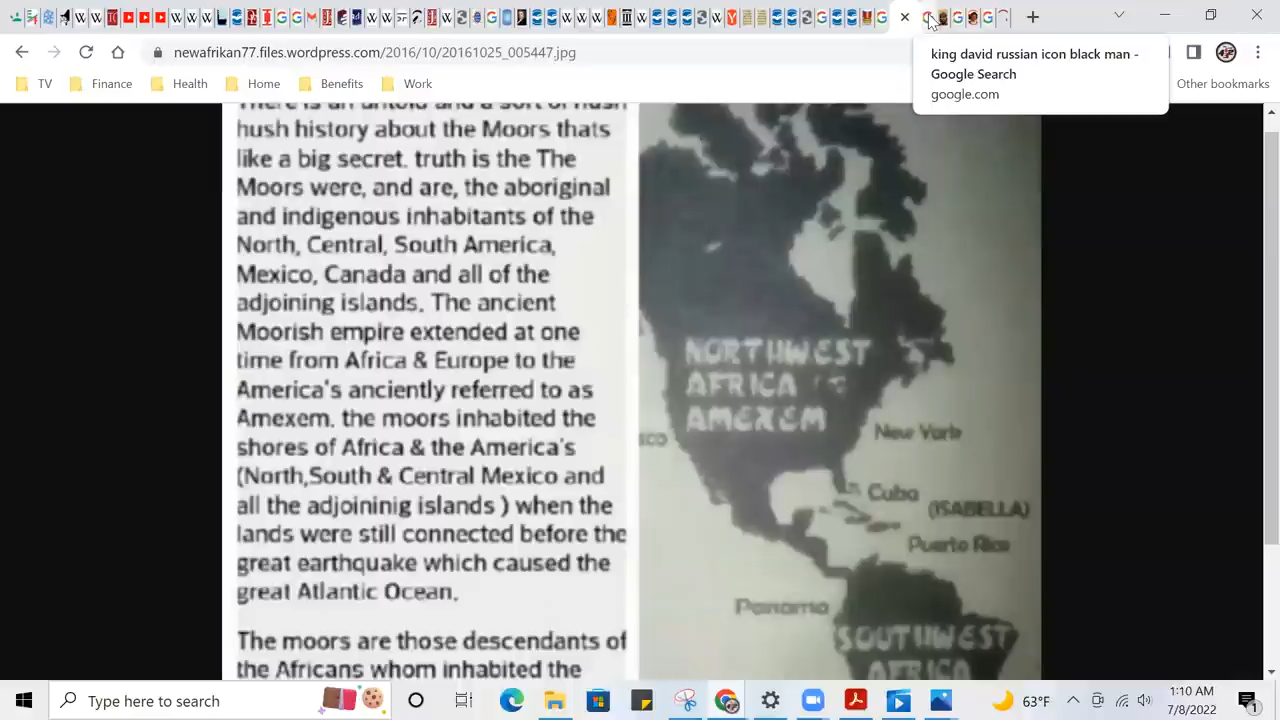 newafrikan77.files.wordpress.com/2016/10/20161025_005447.jpg
king david russian icon black man -
Google Search
google.com
TV
Finance
Health
Home
Benefits
Work
Other bookmarks
There is an untold and a sort of hush
hush history about the Moors thats
like a big secret. truth is the The
Moors were, and are, the aboriginal
and indigenous inhabitants of the
North, Central, South America,
Mexico, Canada and all of the
adjoining islands. The ancient
Moorish empire extended at one
time from Africa & Europe to the
America's anciently referred to as
Amexem. the moors inhabited the
shores of Africa & the America's
(North,South & Central Mexico and
all the adjoininig islands ) when the
lands were still connected before the
great earthquake which caused the
great Atlantic Ocean.
The moors are those descendants of
the Africans whom inhabited the
NORTHWEST
AFRICA
AMEXEM
New York
Cuba
(ISABELLA)
Puerto Rico
Panama
SOUTHWEST
AFRICA
Type here to search
63°F
1:10 AM
7/8/2022
1